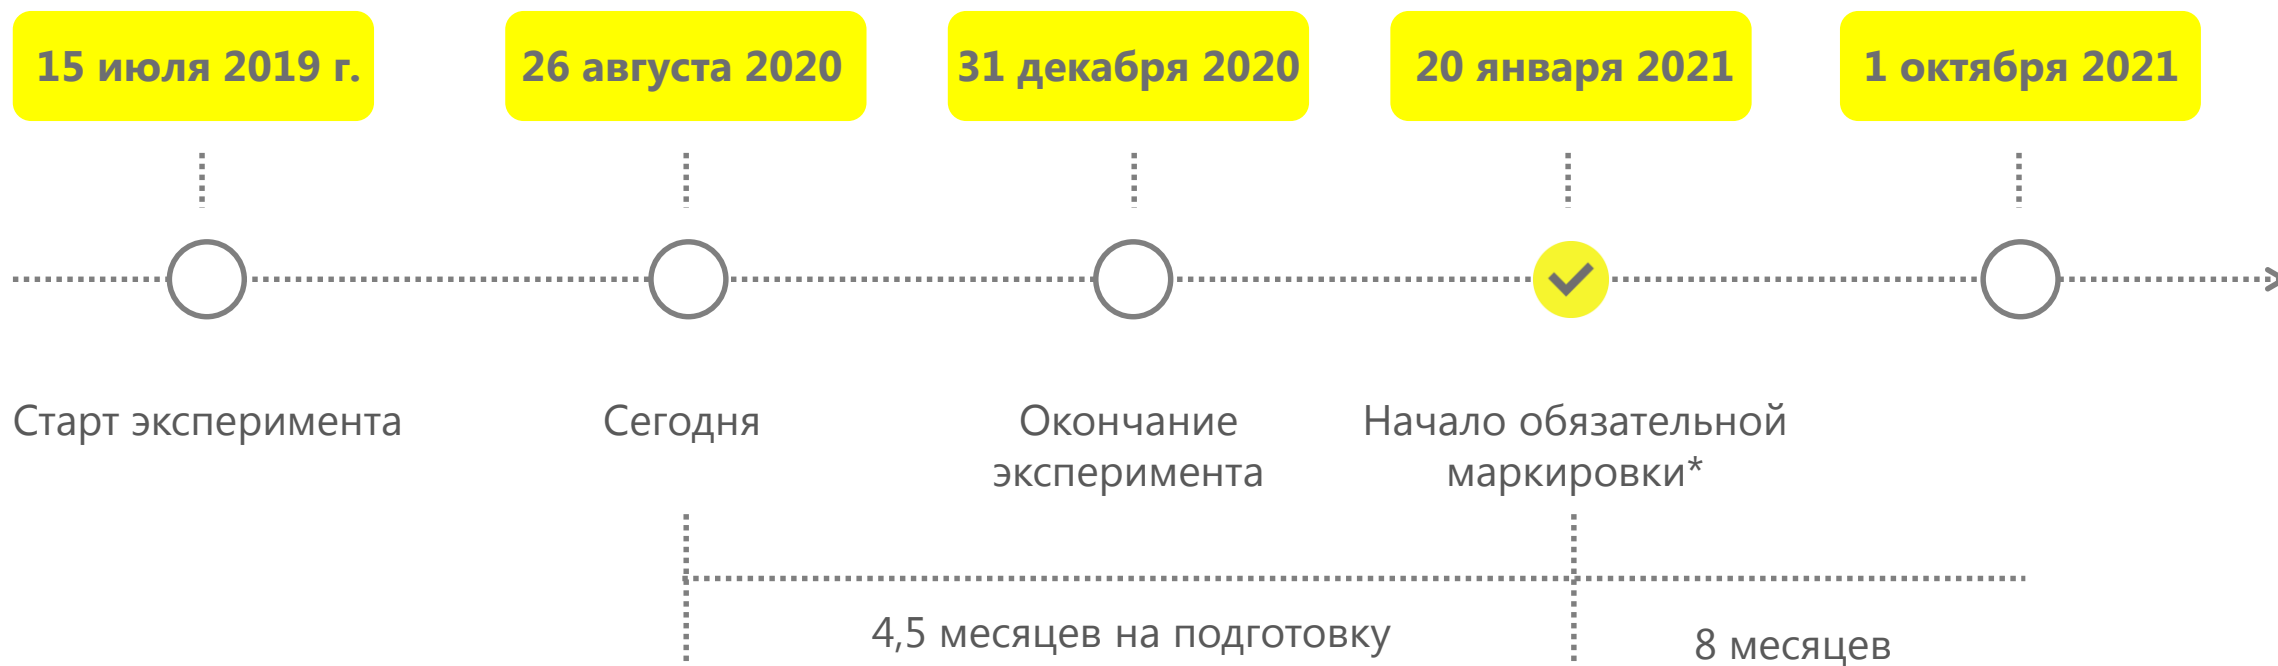 15 июля 2019 г.
26 августа 2020
31 декабря 2020
20 января 2021
1 октября 2021
Старт эксперимента
Сегодня
Окончание
эксперимента
Начало обязательной
маркировки*
4,5 месяцев на подготовку
8 месяцев